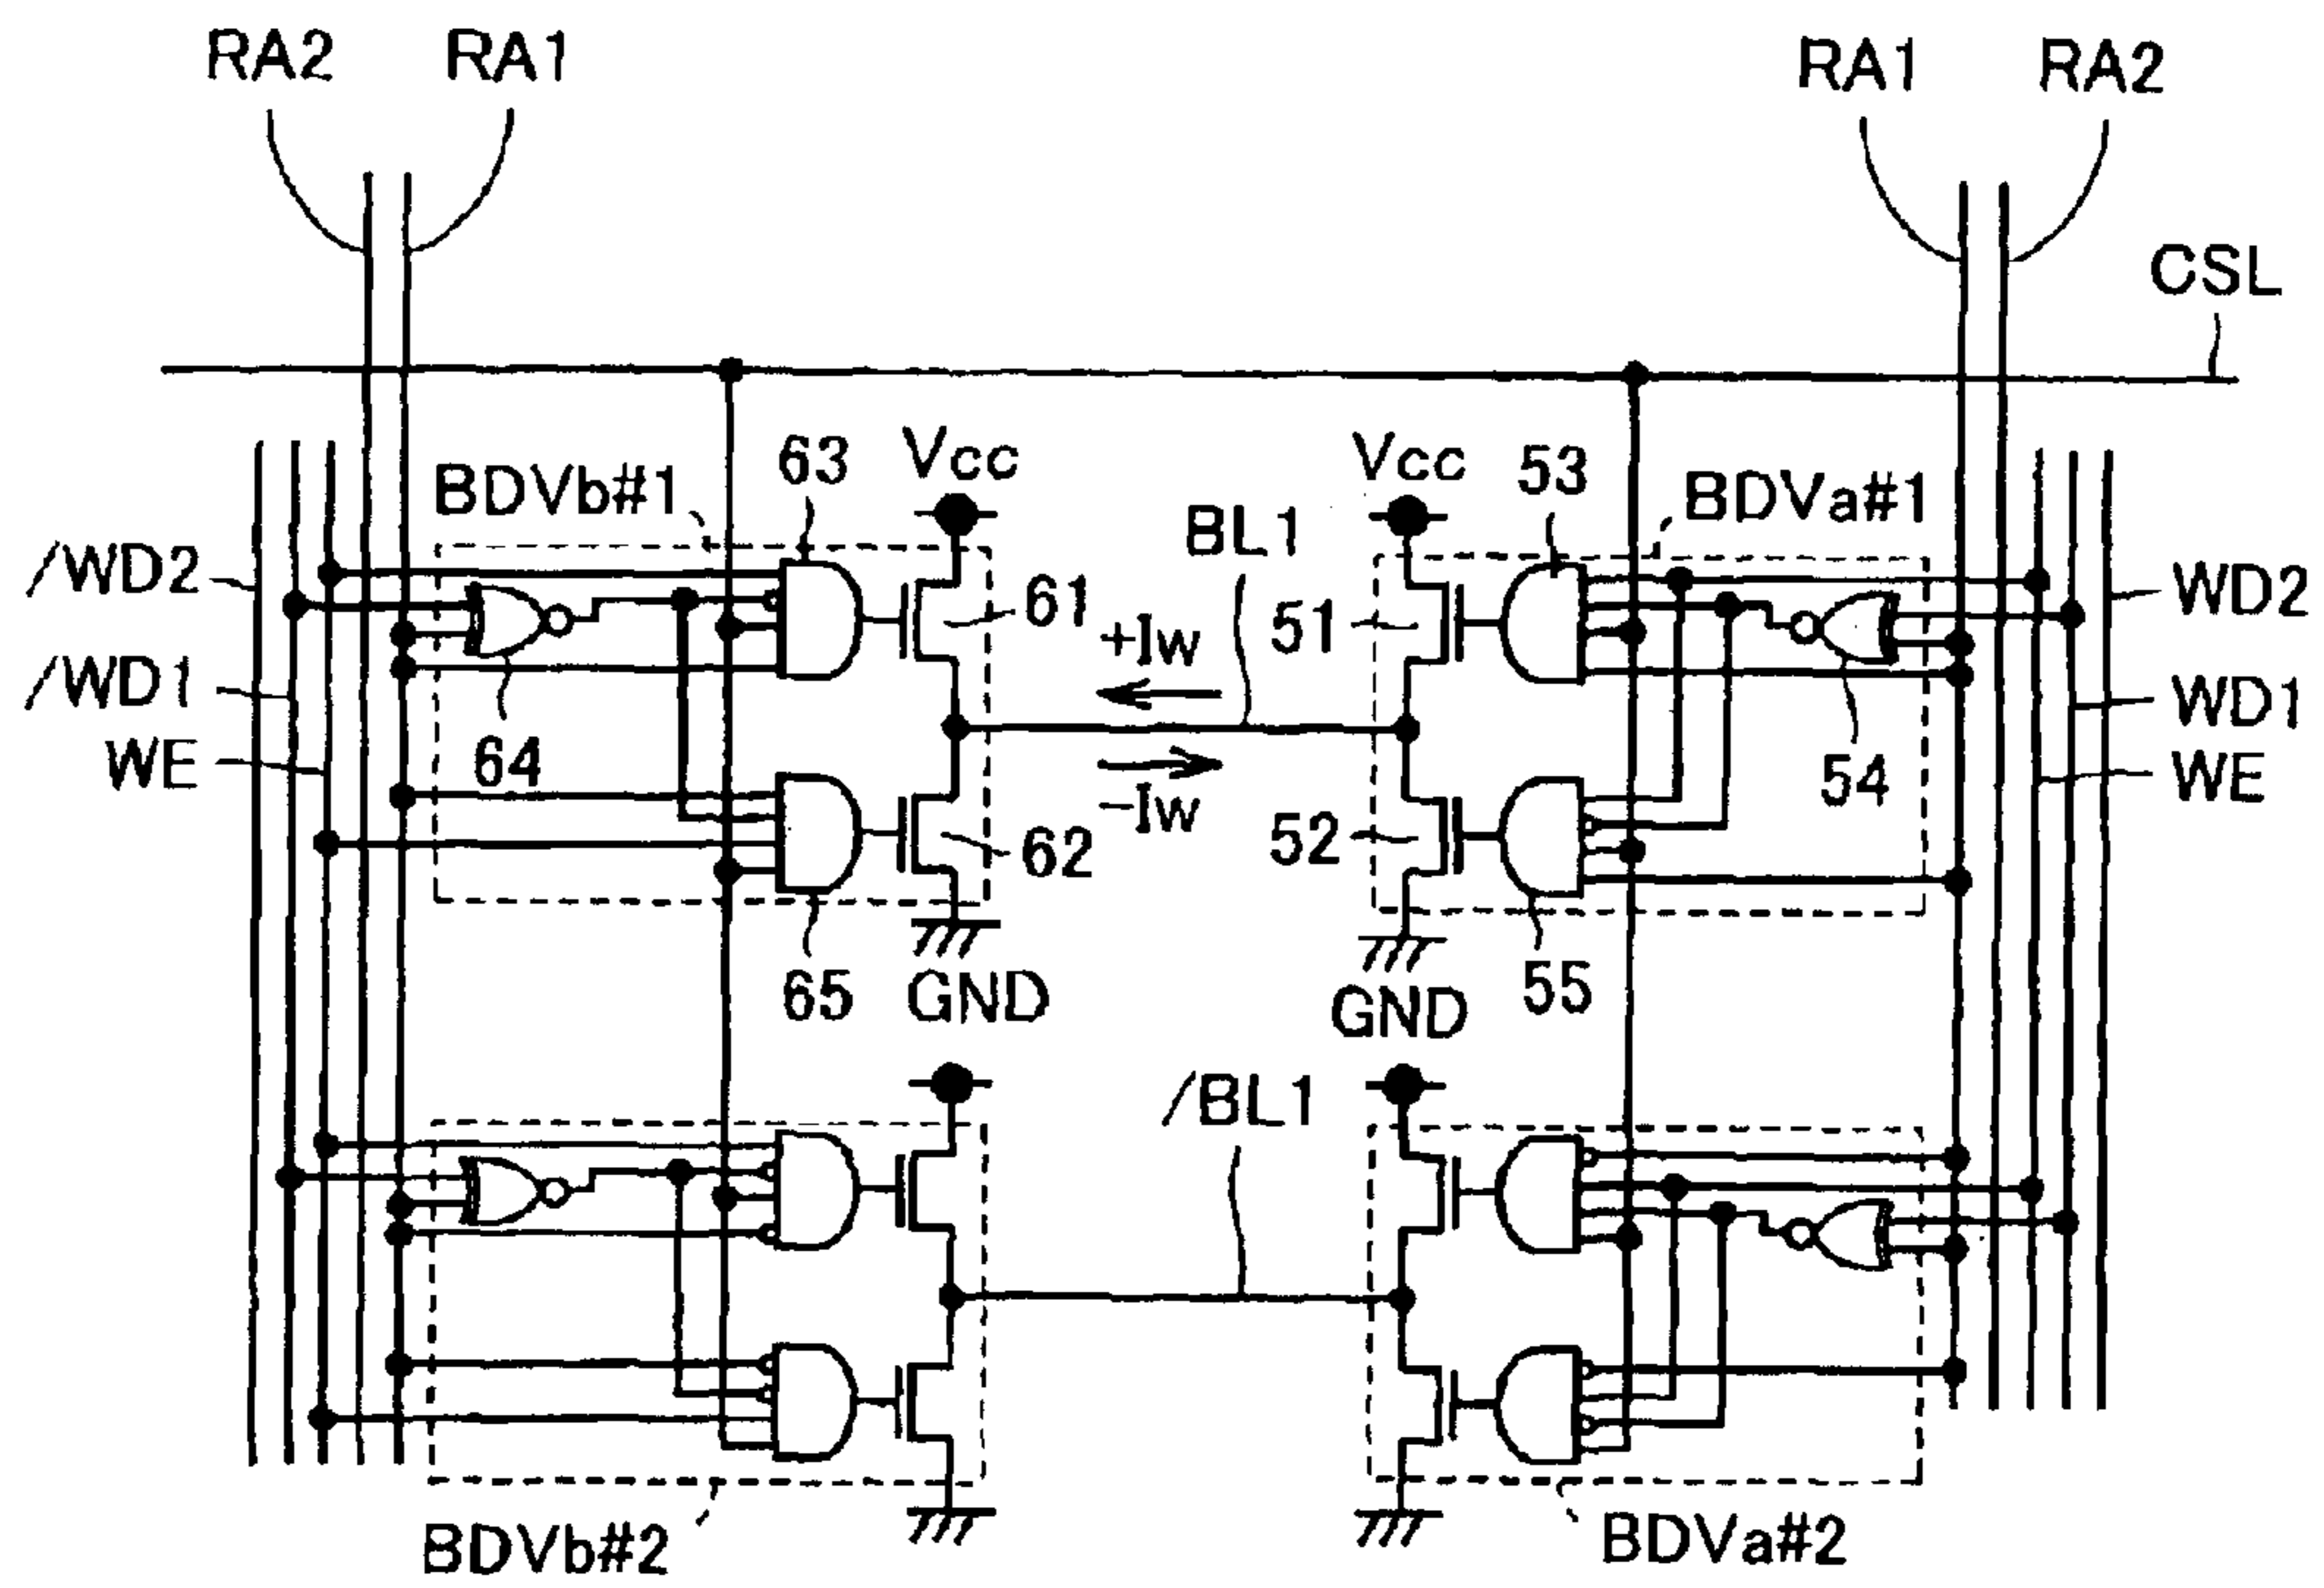 RA2
RA1
RA1
RA2
CSL
BDVb#1
63
Vcc
Vcc
53
BDVa#1
BL1
/WD2
61
+Iw
51
WD2
/WD1
WD1
WE
64
-Iw
54
WE
62
52
65
GND
GND
55
/BL1
BDVb#2
BDVa#2